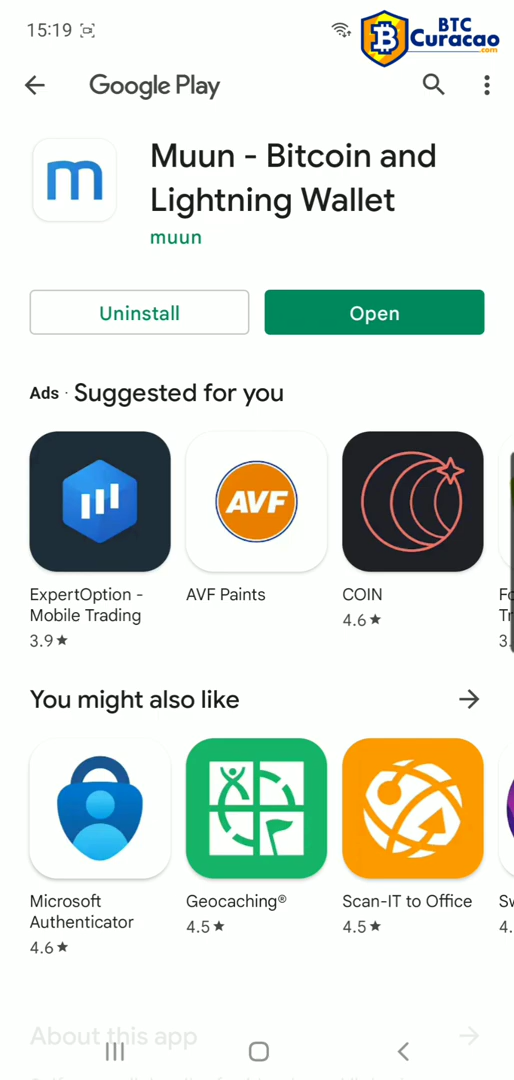 15:19
BTC
Curacao
.com
Google Play
Muun - Bitcoin and
Lightning Wallet
muun
Uninstall
Open
Ads · Suggested for you
ExpertOption -
Mobile Trading
3.9 ★
AVF
AVF Paints
COIN
4.6 ★
You might also like
Microsoft
Authenticator
4.6 ★
Geocaching®
4.5 ★
Scan-IT to Office
4.5 ★
About this app